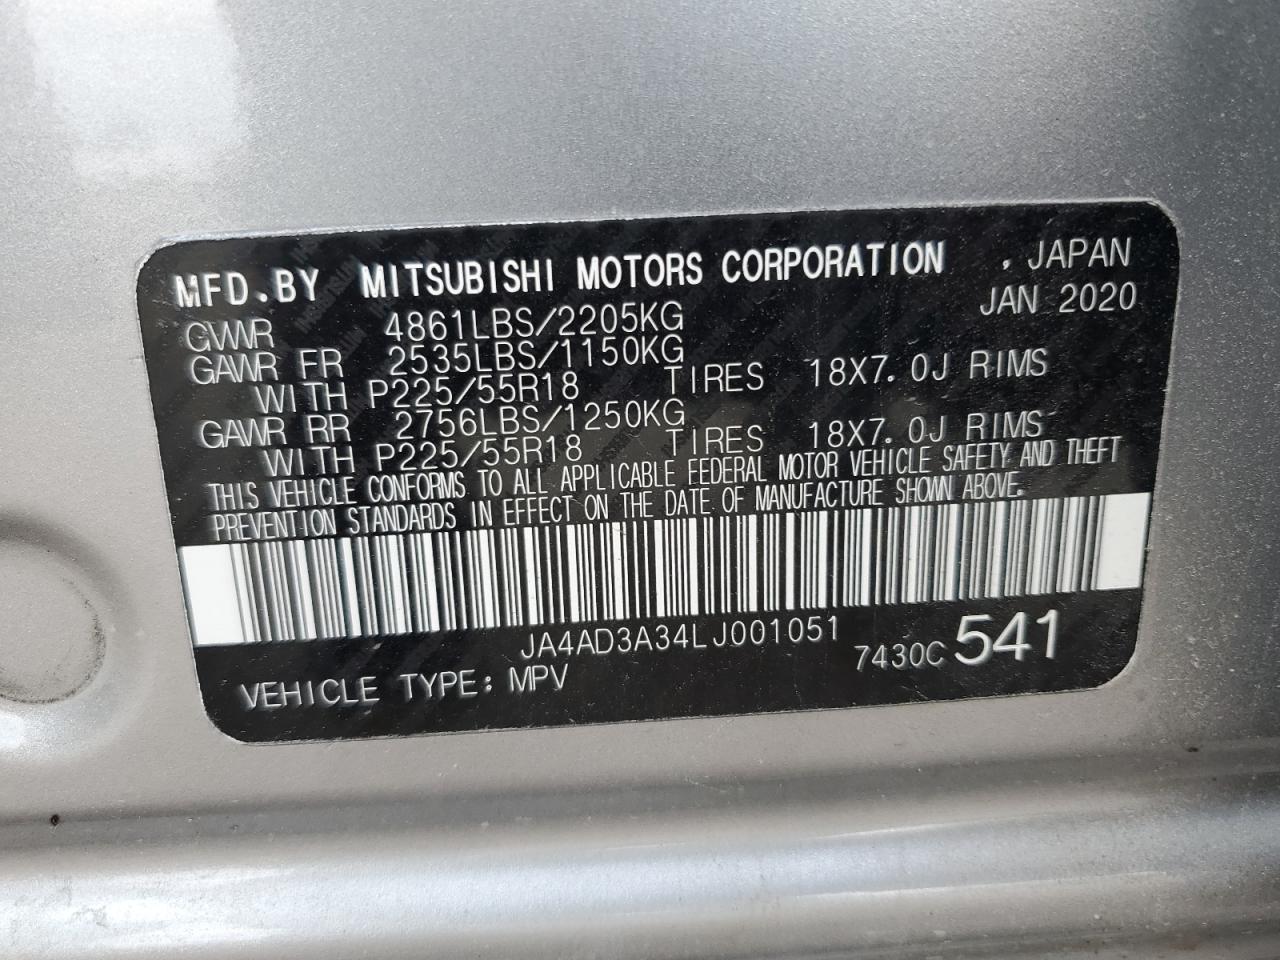 MFD.BY MITSUBISHI MOTORS CORPORATION , JAPAN
JAN 2020
GVWR 4861LBS/2205KG
GAWR FR 2535LBS/1150KG
WITH P225/55R18 TIRES 18X7.0J RIMS
GAWR RR 2756LBS/1250KG
WITH P225/55R18 TIRES 18X7.0J RIMS
THIS VEHICLE CONFORMS TO ALL APPLICABLE FEDERAL MOTOR VEHICLE SAFETY AND THEFT
PREVENTION STANDARDS IN EFFECT ON THE DATE OF MANUFACTURE SHOWN ABOVE.
JA4AD3A34LJ001051
7430C 541
VEHICLE TYPE: MPV